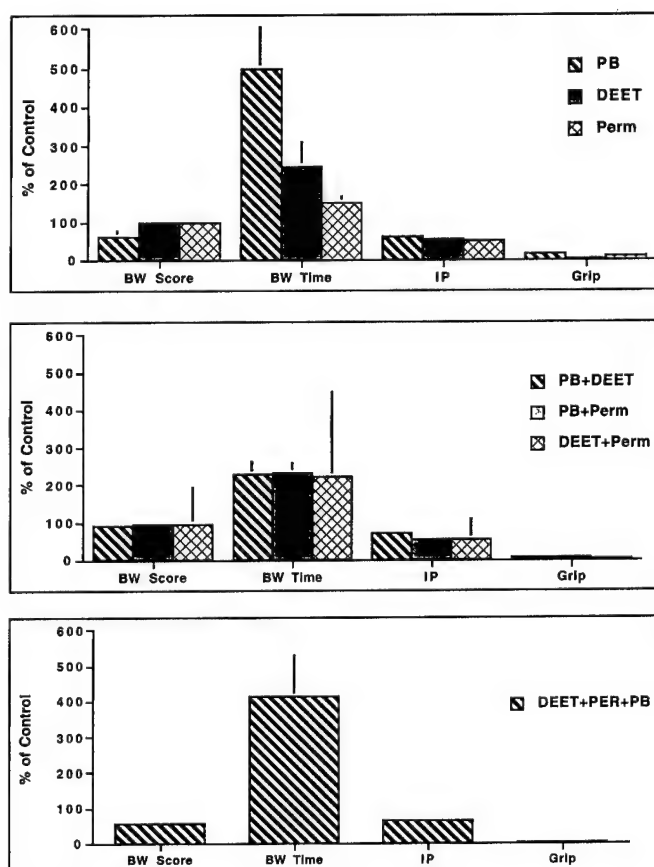 600
500
400
300
200
100
0
% of Control
PB
DEET
Perm
BW Score BW Time IP Grip
600
500
400
300
200
100
0
% of Control
PB+DEET
PB+Perm
DEET+Perm
BW Score BW Time IP Grip
600
500
400
300
200
100
0
% of Control
DEET+PER+PB
BW Score BW Time IP Grip